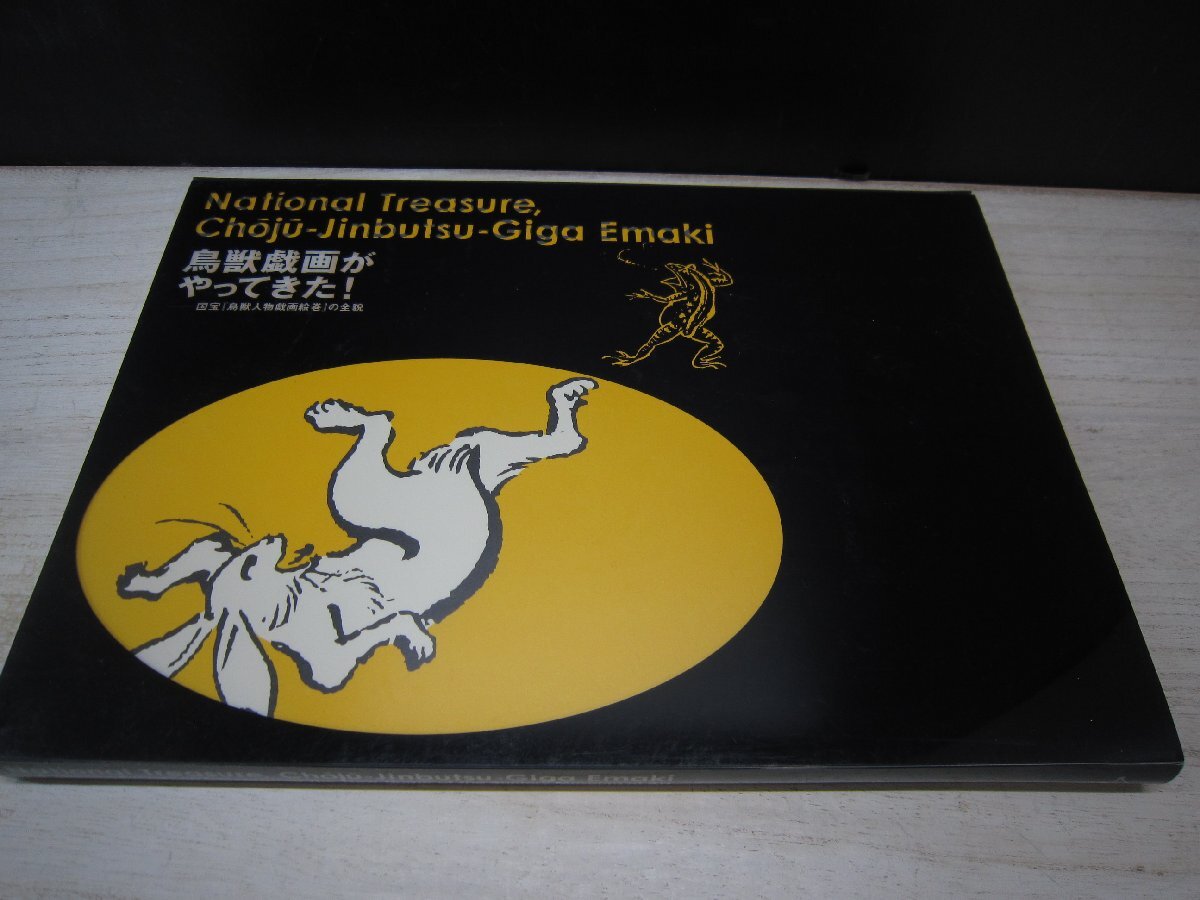 National Treasure,
Chōjū-Jinbutsu-Giga Emaki
鳥獣戯画が
やってきた!
国宝『鳥獣人物戯画絵巻』の全貌
Treasure, Chōjū-Jinbutsu-Giga Emaki